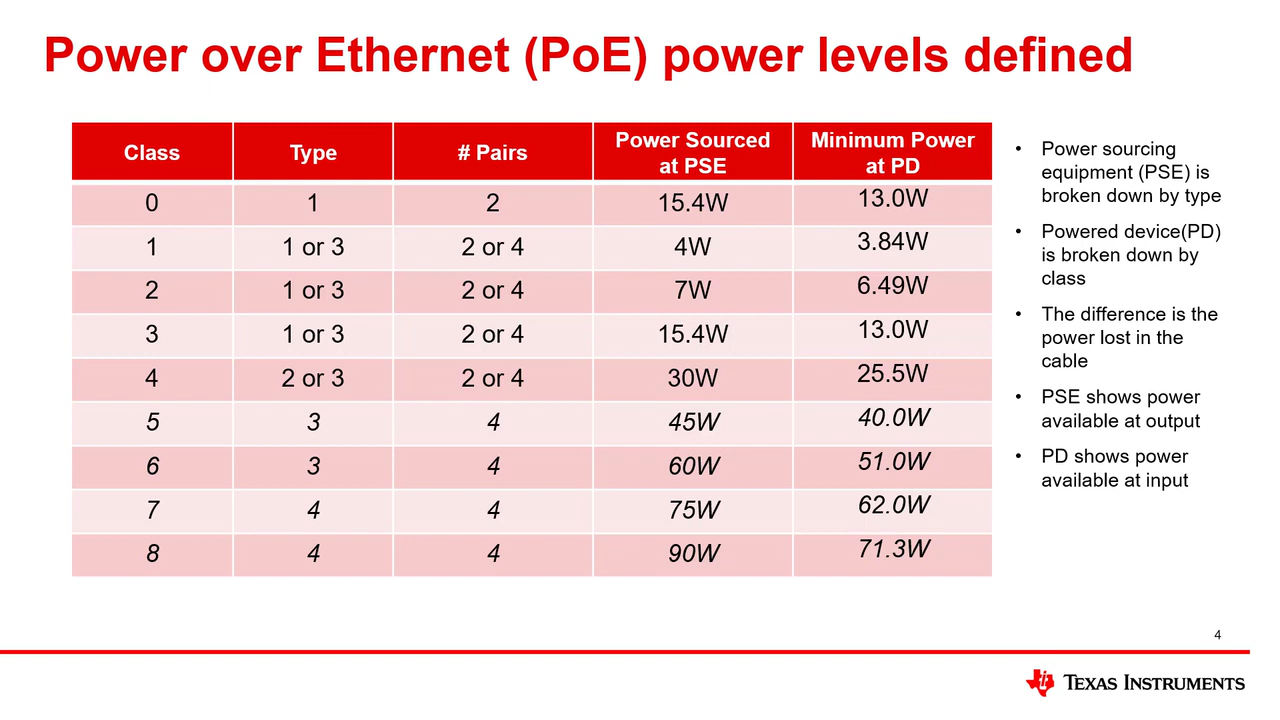 Power over Ethernet (PoE) power levels defined
Class Type # Pairs Power Sourced at PSE Minimum Power at PD
0 1 2 15.4W 13.0W
1 1 or 3 2 or 4 4W 3.84W
2 1 or 3 2 or 4 7W 6.49W
3 1 or 3 2 or 4 15.4W 13.0W
4 2 or 3 2 or 4 30W 25.5W
5 3 4 45W 40.0W
6 3 4 60W 51.0W
7 4 4 75W 62.0W
8 4 4 90W 71.3W
• Power sourcing
equipment (PSE) is
broken down by type
• Powered device(PD)
is broken down by
class
• The difference is the
power lost in the
cable
• PSE shows power
available at output
• PD shows power
available at input
4
TEXAS INSTRUMENTS